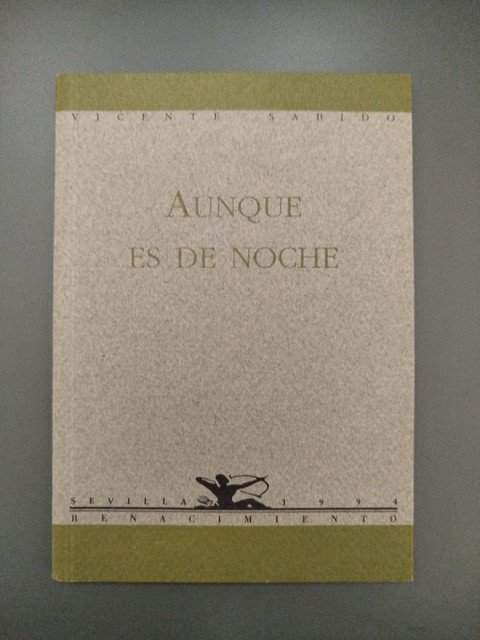 VICENTE SABIDO
AUNQUE
ES DE NOCHE
SEVILLA 1994
RENACIMIENTO